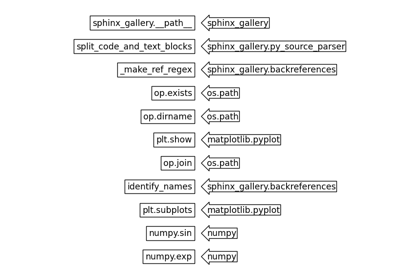 sphinx_gallery.__path__ sphinx_gallery
split_code_and_text_blocks sphinx_gallery.py_source_parser
_make_ref_regex sphinx_gallery.backreferences
op.exists os.path
op.dirname os.path
plt.show matplotlib.pyplot
op.join os.path
identify_names sphinx_gallery.backreferences
plt.subplots matplotlib.pyplot
numpy.sin numpy
numpy.exp numpy